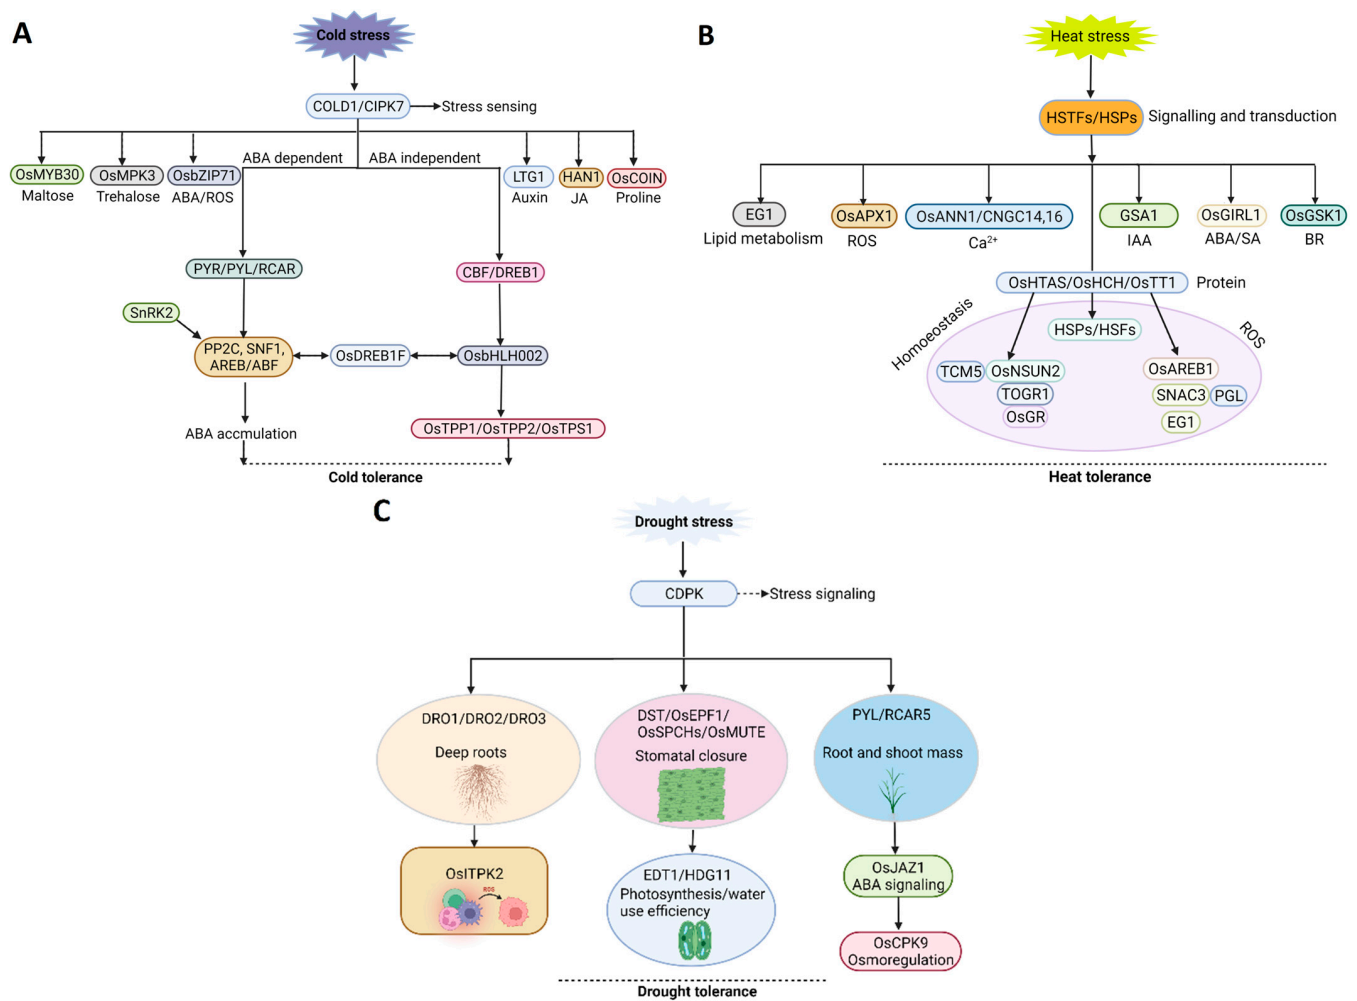 A
Cold stress
COLD1/CIPK7
Stress sensing
ABA dependent
ABA independent
OsMYB30
Maltose
OsMPK3
Trehalose
OsbZIP71
ABA/ROS
LTG1
Auxin
HAN1
JA
OsCOIN
Proline
PYR/PYL/RCAR
CBF/DREB1
SnRK2
PP2C, SNF1,
AREB/ABF
OsDREB1F
OsbHLH002
ABA accmulation
OsTPP1/OsTPP2/OsTPS1
Cold tolerance
B
Heat stress
HSTFs/HSPs
Signalling and transduction
EG1
Lipid metabolism
OsAPX1
ROS
OsANN1/CNGC14,16
Ca²⁺
GSA1
IAA
OsGIRL1
ABA/SA
OsGSK1
BR
OsHTAS/OsHCH/OsTT1
Protein
Homoeostasis
ROS
HSPs/HSFs
TCM5
OsNSUN2
TOGR1
OsGR
OsAREB1
SNAC3
PGL
EG1
Heat tolerance
C
Drought stress
CDPK
Stress signaling
DRO1/DRO2/DRO3
Deep roots
DST/OsEPF1/
OsSPCHs/OsMUTE
Stomatal closure
PYL/RCAR5
Root and shoot mass
OsITPK2
ROS
EDT1/HDG11
Photosynthesis/water
use efficiency
OsJAZ1
ABA signaling
OsCPK9
Osmoregulation
Drought tolerance